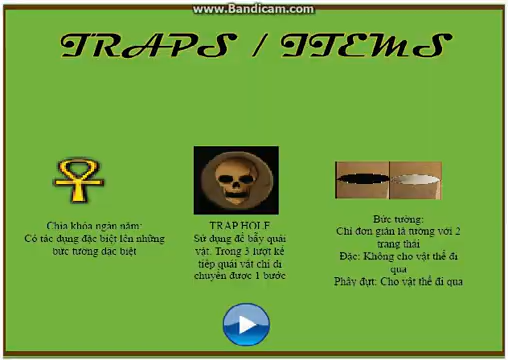 www.Bandicam.com
TRAPS / ITEMS
Chìa khóa ngàn năm:
Có tác dụng đặc biệt lên những
bức tường đặc biệt
TRAP HOLE
Sử dụng để bẫy quái
vật. Trong 3 lượt kế
tiếp quái vật chỉ di
chuyển được 1 bước
Bức tường:
Chỉ đơn giản là tường với 2
trạng thái
Đặc: Không cho vật thể đi
qua
Phây đứt: Cho vật thể đi qua